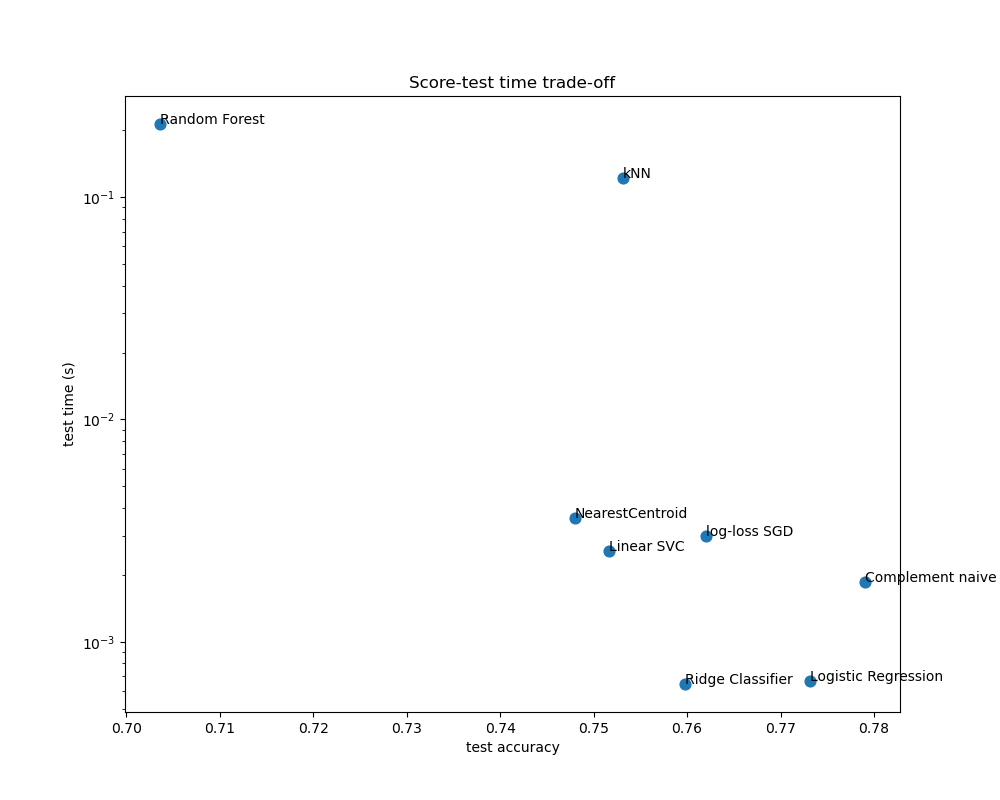 Score-test time trade-off
Random Forest
kNN
NearestCentroid
log-loss SGD
Linear SVC
Complement naive
Ridge Classifier
Logistic Regression
10⁻¹
10⁻²
10⁻³
test time (s)
0.70 0.71 0.72 0.73 0.74 0.75 0.76 0.77 0.78
test accuracy